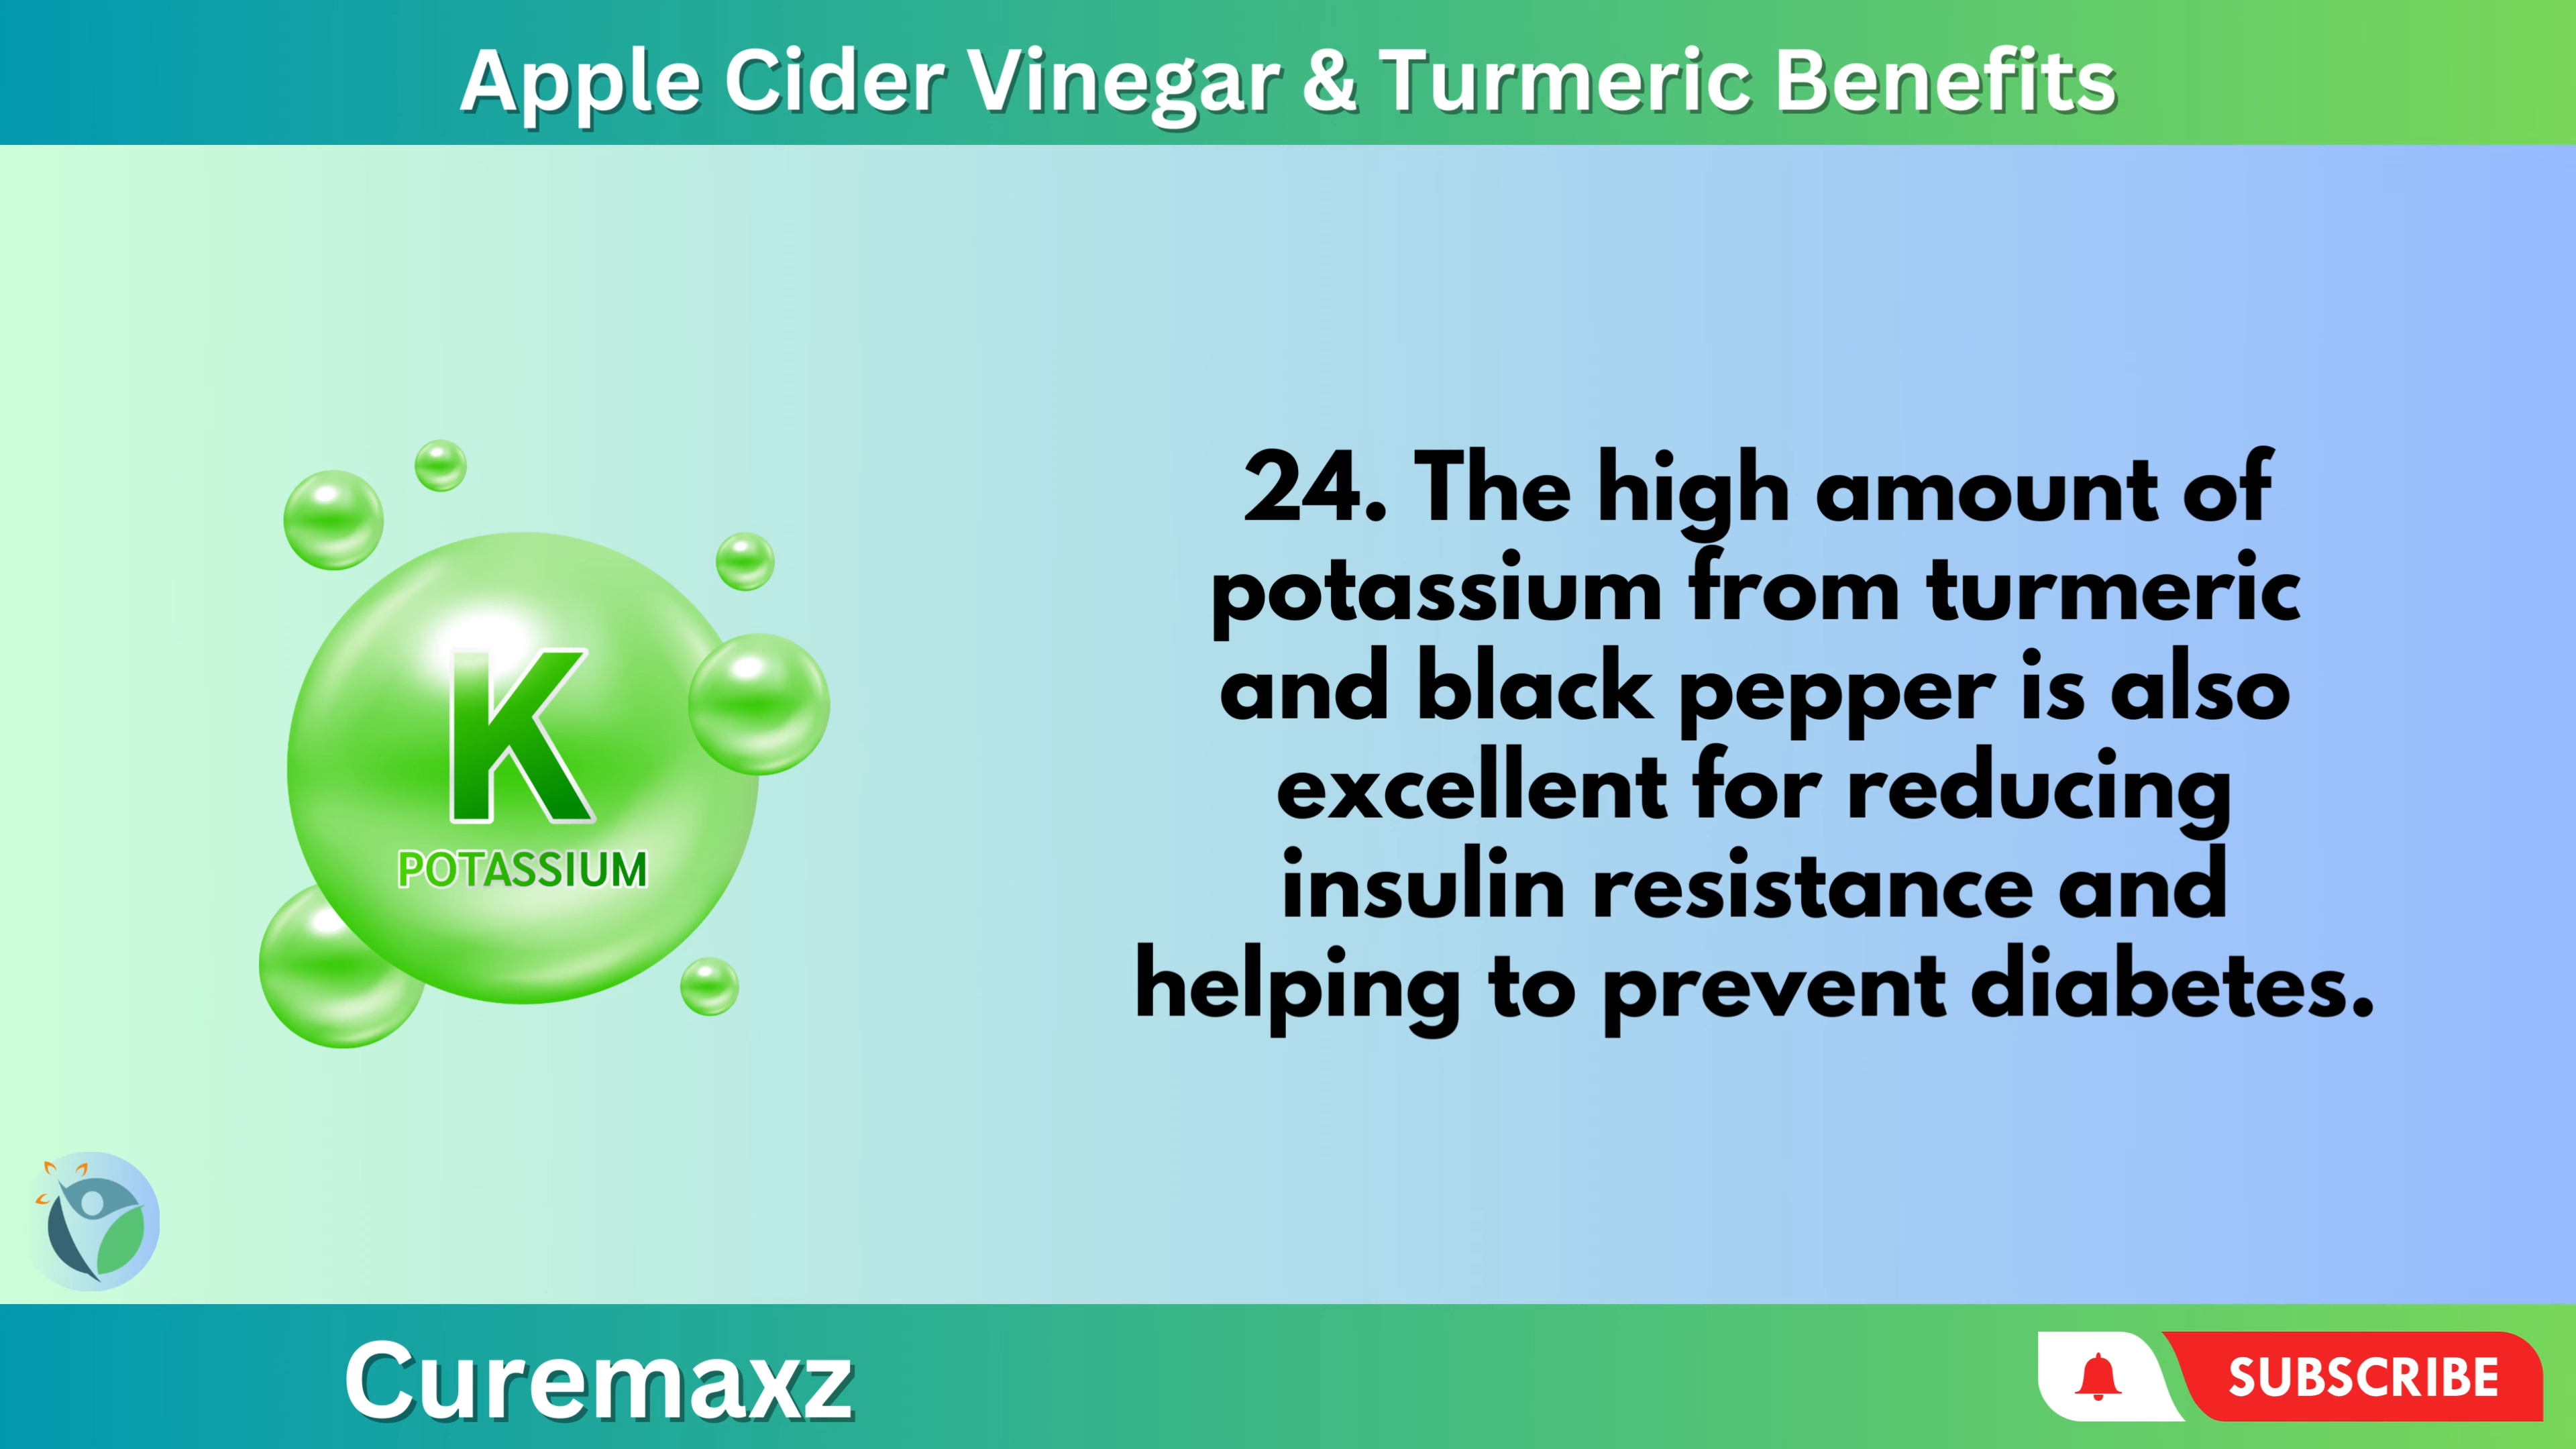 Apple Cider Vinegar & Turmeric Benefits
24. The high amount of
potassium from turmeric
and black pepper is also
excellent for reducing
insulin resistance and
helping to prevent diabetes.
K
POTASSIUM
Curemaxz
SUBSCRIBE